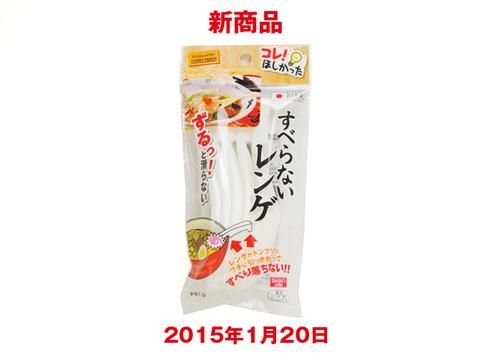 新商品
コレ!
ほしかった
すべらない
レンゲ
ずるっ!
と滑らない
レンゲがドンブリの
フチに引っかかって
すべり落ちない!!
DAISO
2015年1月20日